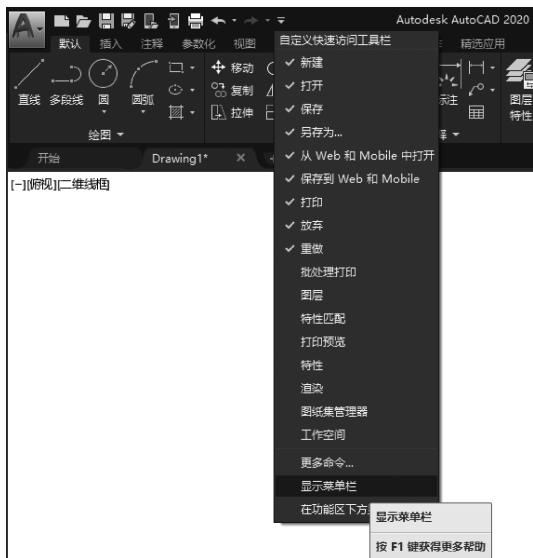 Autodesk AutoCAD 2020
默认 插入 注释 参数化 视图 精选应用
自定义快速访问工具栏
新建
打开
保存
另存为...
从 Web 和 Mobile 中打开
保存到 Web 和 Mobile
打印
放弃
重做
批处理打印
图层
特性匹配
打印预览
特性
渲染
图纸集管理器
工作空间
更多命令...
显示菜单栏
在功能区下方
显示菜单栏
按 F1 键获得更多帮助
移动
复制
拉伸
直线 多段线 圆 圆弧
绘图
图层
特性
开始 Drawing1*
[-][俯视][二维线框]